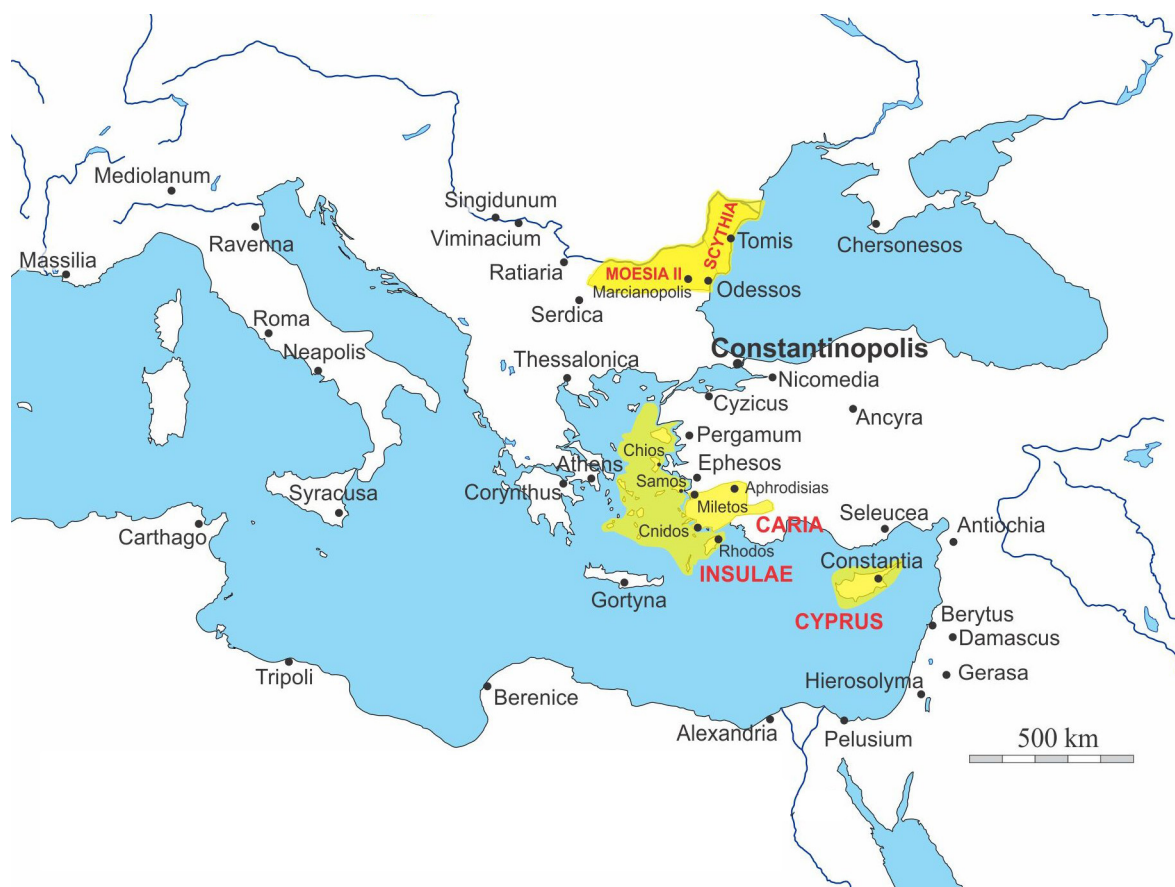 Mediolanum
Ravenna
Massilia
Singidunum
Viminacium
Ratiaria
MOESIA II
Marcianopolis
SCYTHIA
Tomis
Odessos
Chersonesos
Serdica
Roma
Neapolis
Thessalonica
Constantinopolis
Nicomedia
Cyzicus
Ancyra
Pergamum
Chios
Athens
Ephesos
Samos
Aphrodisias
Corynthus
Miletos
Syracusa
Carthago
Cnidos
CARIA
Seleucea
Antiochia
Rhodos
Constantia
INSULAE
Gortyna
CYPRUS
Berytus
Damascus
Tripoli
Berenice
Hierosolyma
Gerasa
Alexandria
Pelusium
500 km